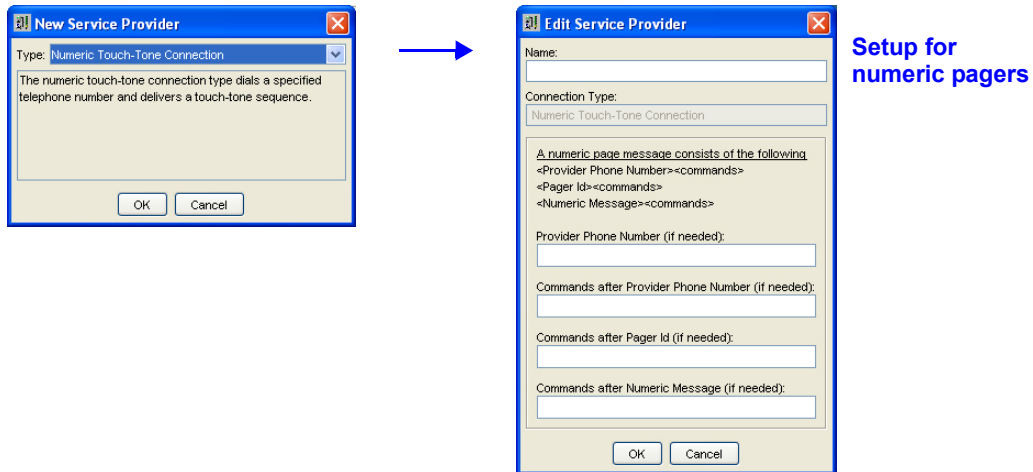 New Service Provider
Type: Numeric Touch-Tone Connection
The numeric touch-tone connection type dials a specified
telephone number and delivers a touch-tone sequence.
OK Cancel
Edit Service Provider
Name:
Connection Type:
Numeric Touch-Tone Connection
A numeric page message consists of the following
<Provider Phone Number><commands>
<Pager Id><commands>
<Numeric Message><commands>
Provider Phone Number (if needed):
Commands after Provider Phone Number (if needed):
Commands after Pager Id (if needed):
Commands after Numeric Message (if needed):
OK Cancel
Setup for
numeric pagers